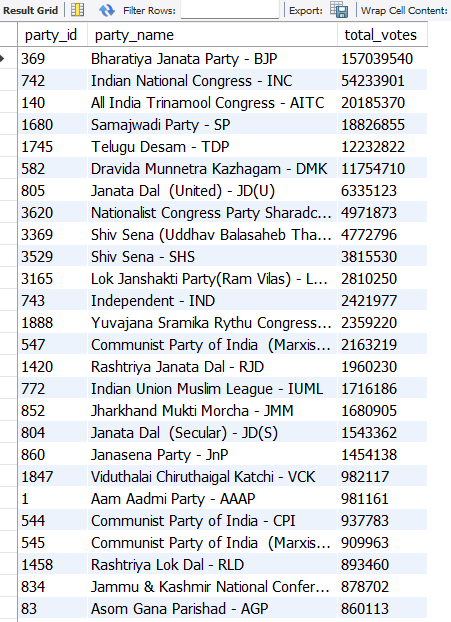 Result Grid Filter Rows: Export: Wrap Cell Content:
party_id party_name total_votes
369 Bharatiya Janata Party - BJP 157039540
742 Indian National Congress - INC 54233901
140 All India Trinamool Congress - AITC 20185370
1680 Samajwadi Party - SP 18826855
1745 Telugu Desam - TDP 12232822
582 Dravida Munnetra Kazhagam - DMK 11754710
805 Janata Dal (United) - JD(U) 6335123
3620 Nationalist Congress Party Sharadc... 4971873
3369 Shiv Sena (Uddhav Balasaheb Tha... 4772796
3529 Shiv Sena - SHS 3815530
3165 Lok Janshakti Party(Ram Vilas) - L... 2810250
743 Independent - IND 2421977
1888 Yuvajana Sramika Rythu Congress... 2359220
547 Communist Party of India (Marxis... 2163219
1420 Rashtriya Janata Dal - RJD 1960230
772 Indian Union Muslim League - IUML 1716186
852 Jharkhand Mukti Morcha - JMM 1680905
804 Janata Dal (Secular) - JD(S) 1543362
860 Janasena Party - JnP 1454138
1847 Viduthalai Chiruthaigal Katchi - VCK 982117
1 Aam Aadmi Party - AAAP 981161
544 Communist Party of India - CPI 937783
545 Communist Party of India (Marxis... 909963
1458 Rashtriya Lok Dal - RLD 893460
834 Jammu & Kashmir National Confer... 878702
83 Asom Gana Parishad - AGP 860113